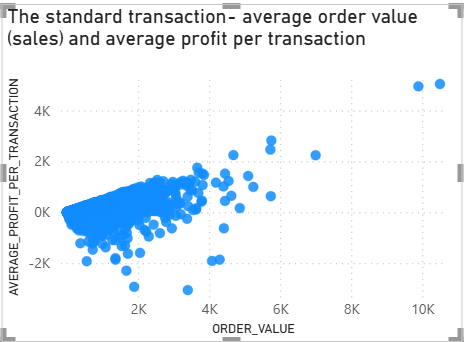 The standard transaction- average order value
(sales) and average profit per transaction
AVERAGE_PROFIT_PER_TRANSACTION
4K
2K
0K
-2K
2K 4K 6K 8K 10K
ORDER_VALUE